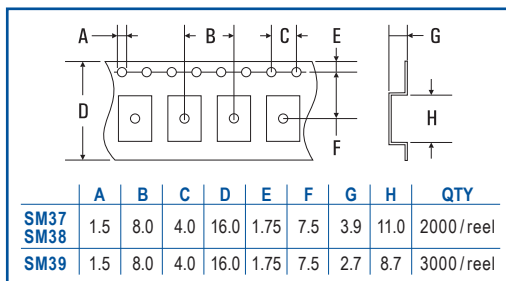 A B C E G
D H
F
A B C D E F G H QTY
SM37
SM38 1.5 8.0 4.0 16.0 1.75 7.5 3.9 11.0 2000/reel
SM39 1.5 8.0 4.0 16.0 1.75 7.5 2.7 8.7 3000/reel